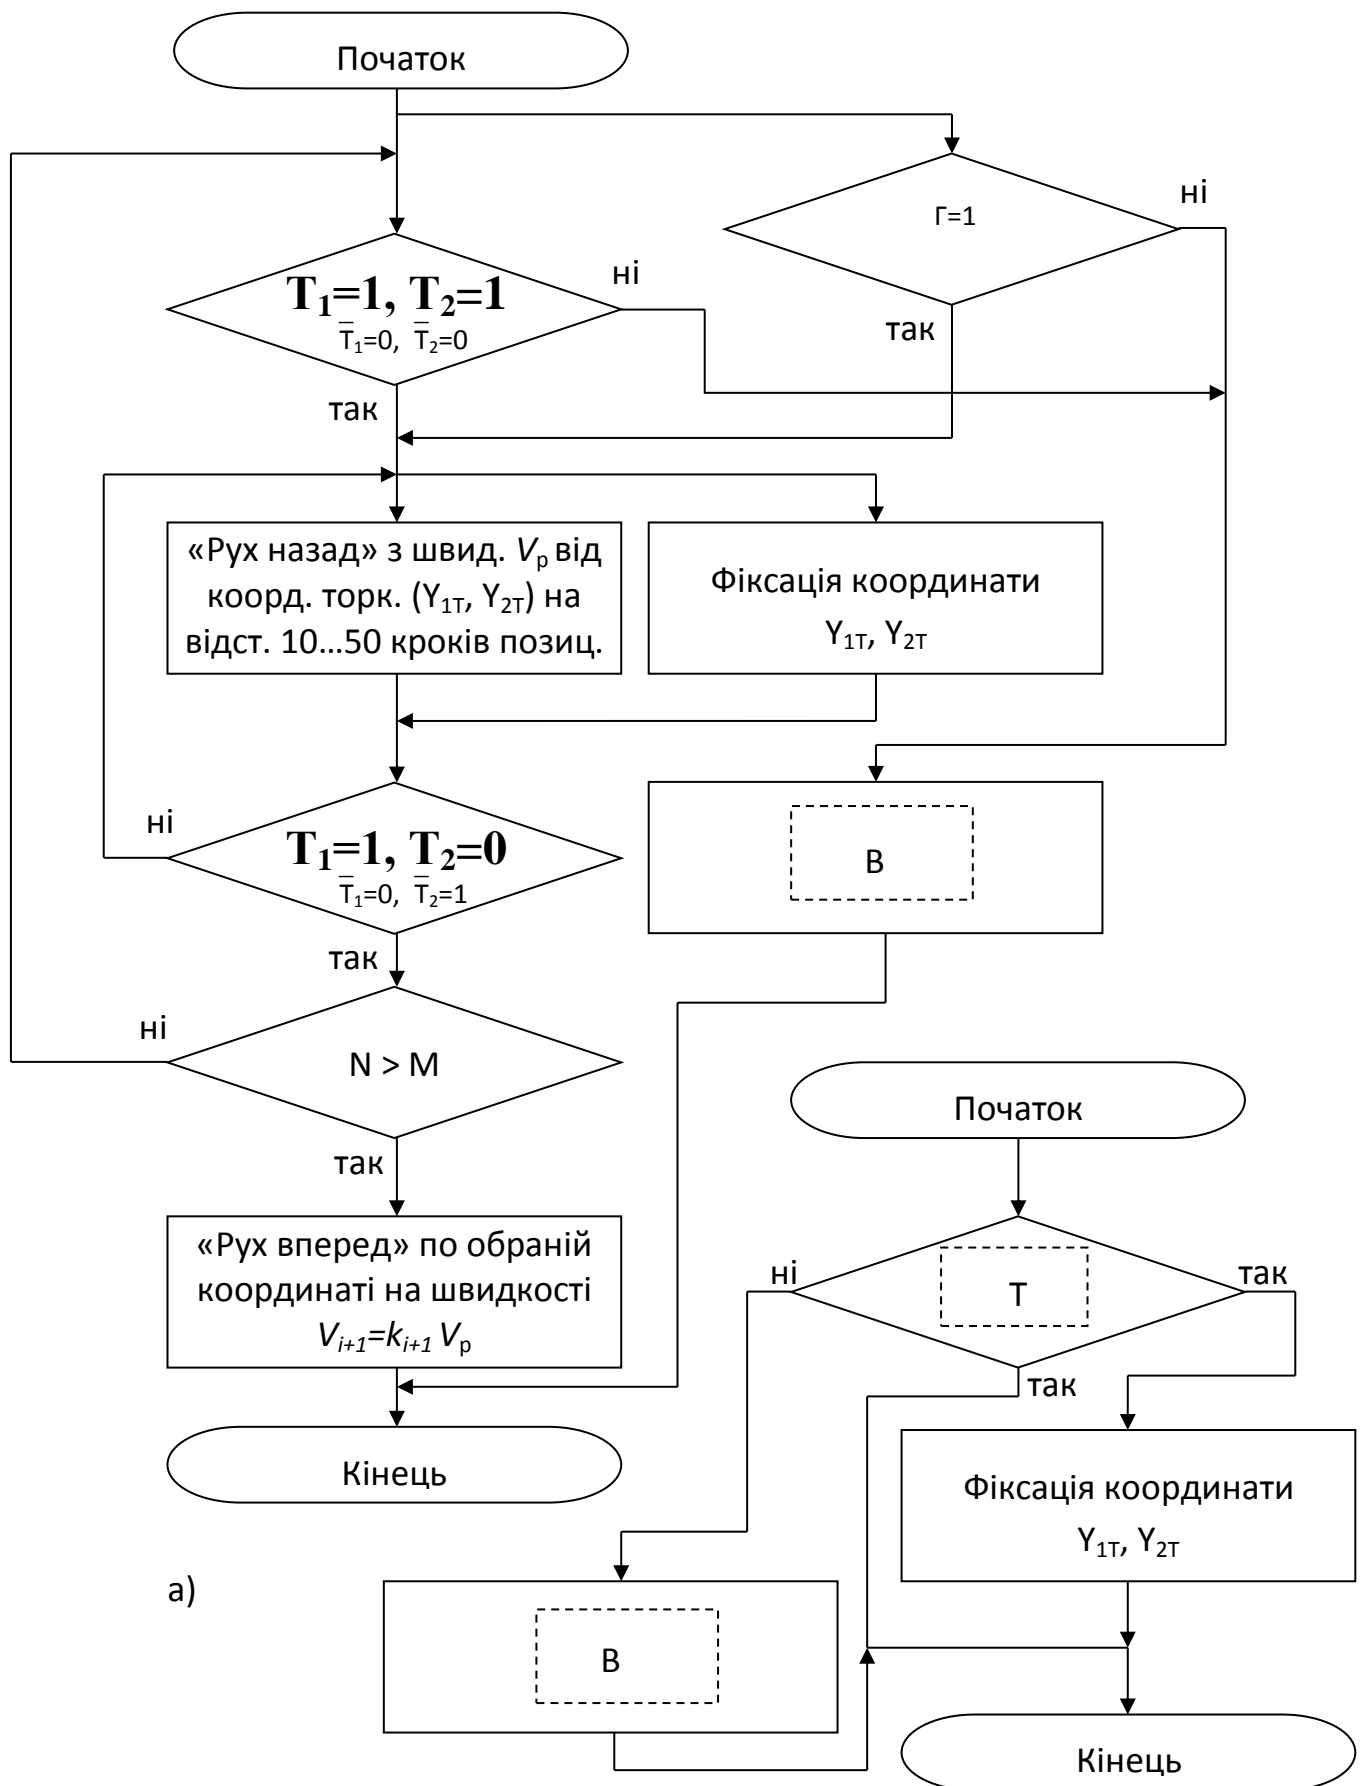 Початок
Г=1
ні
T₁=1, T₂=1
T̅₁=0, T̅₂=0
ні
так
так
«Рух назад» з швид. Vр від
коорд. торк. (Y₁Т, Y₂Т) на
відст. 10…50 кроків позиц.
Фіксація координати
Y₁Т, Y₂Т
ні
T₁=1, T₂=0
T̅₁=0, T̅₂=1
В
так
ні
N > M
так
Початок
«Рух вперед» по обраній
координаті на швидкості
Vi+1=ki+1 Vр
ні
Т
так
так
Кінець
Фіксація координати
Y₁Т, Y₂Т
а)
В
Кінець